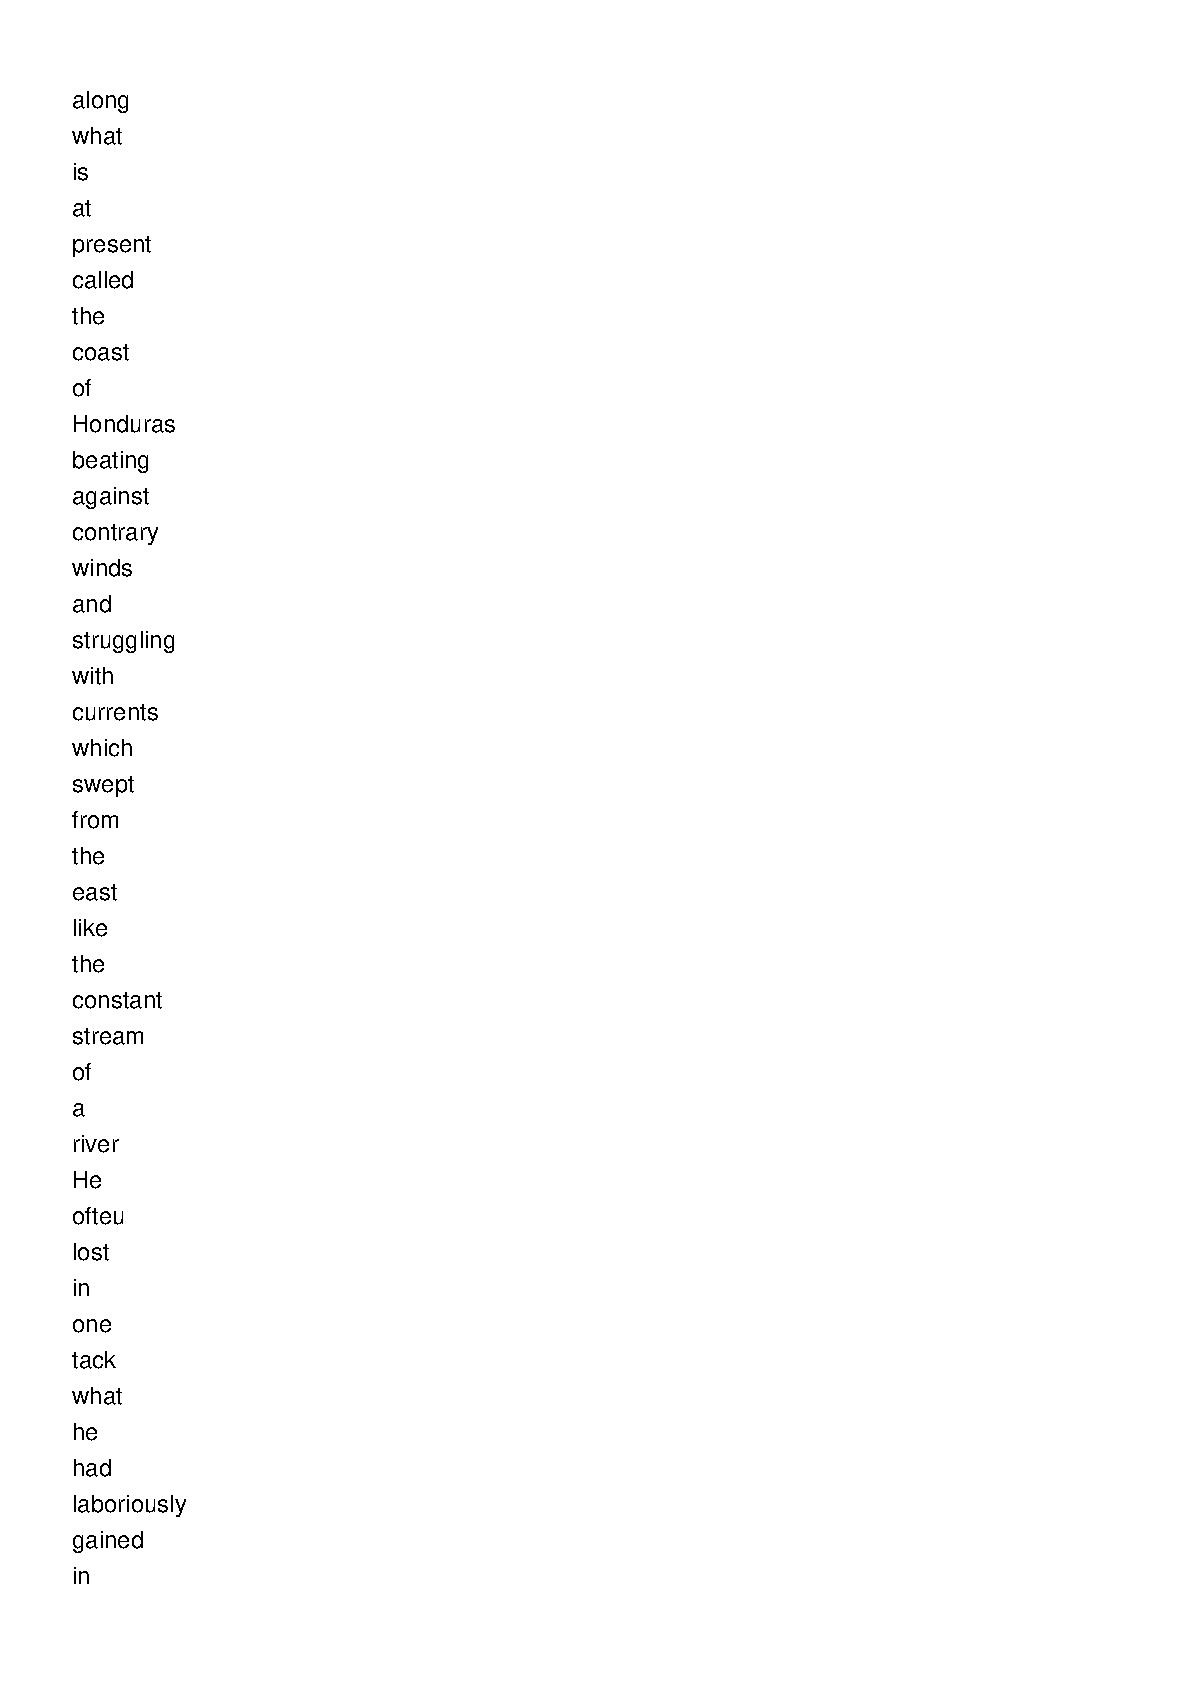 along
what
is
at
present
called
the
coast
of
Honduras
beating
against
contrary
winds
and
struggling
with
currents
which
swept
from
the
east
like
the
constant
stream
of
a
river
He
ofteu
lost
in
one
tack
what
he
had
laboriously
gained
in